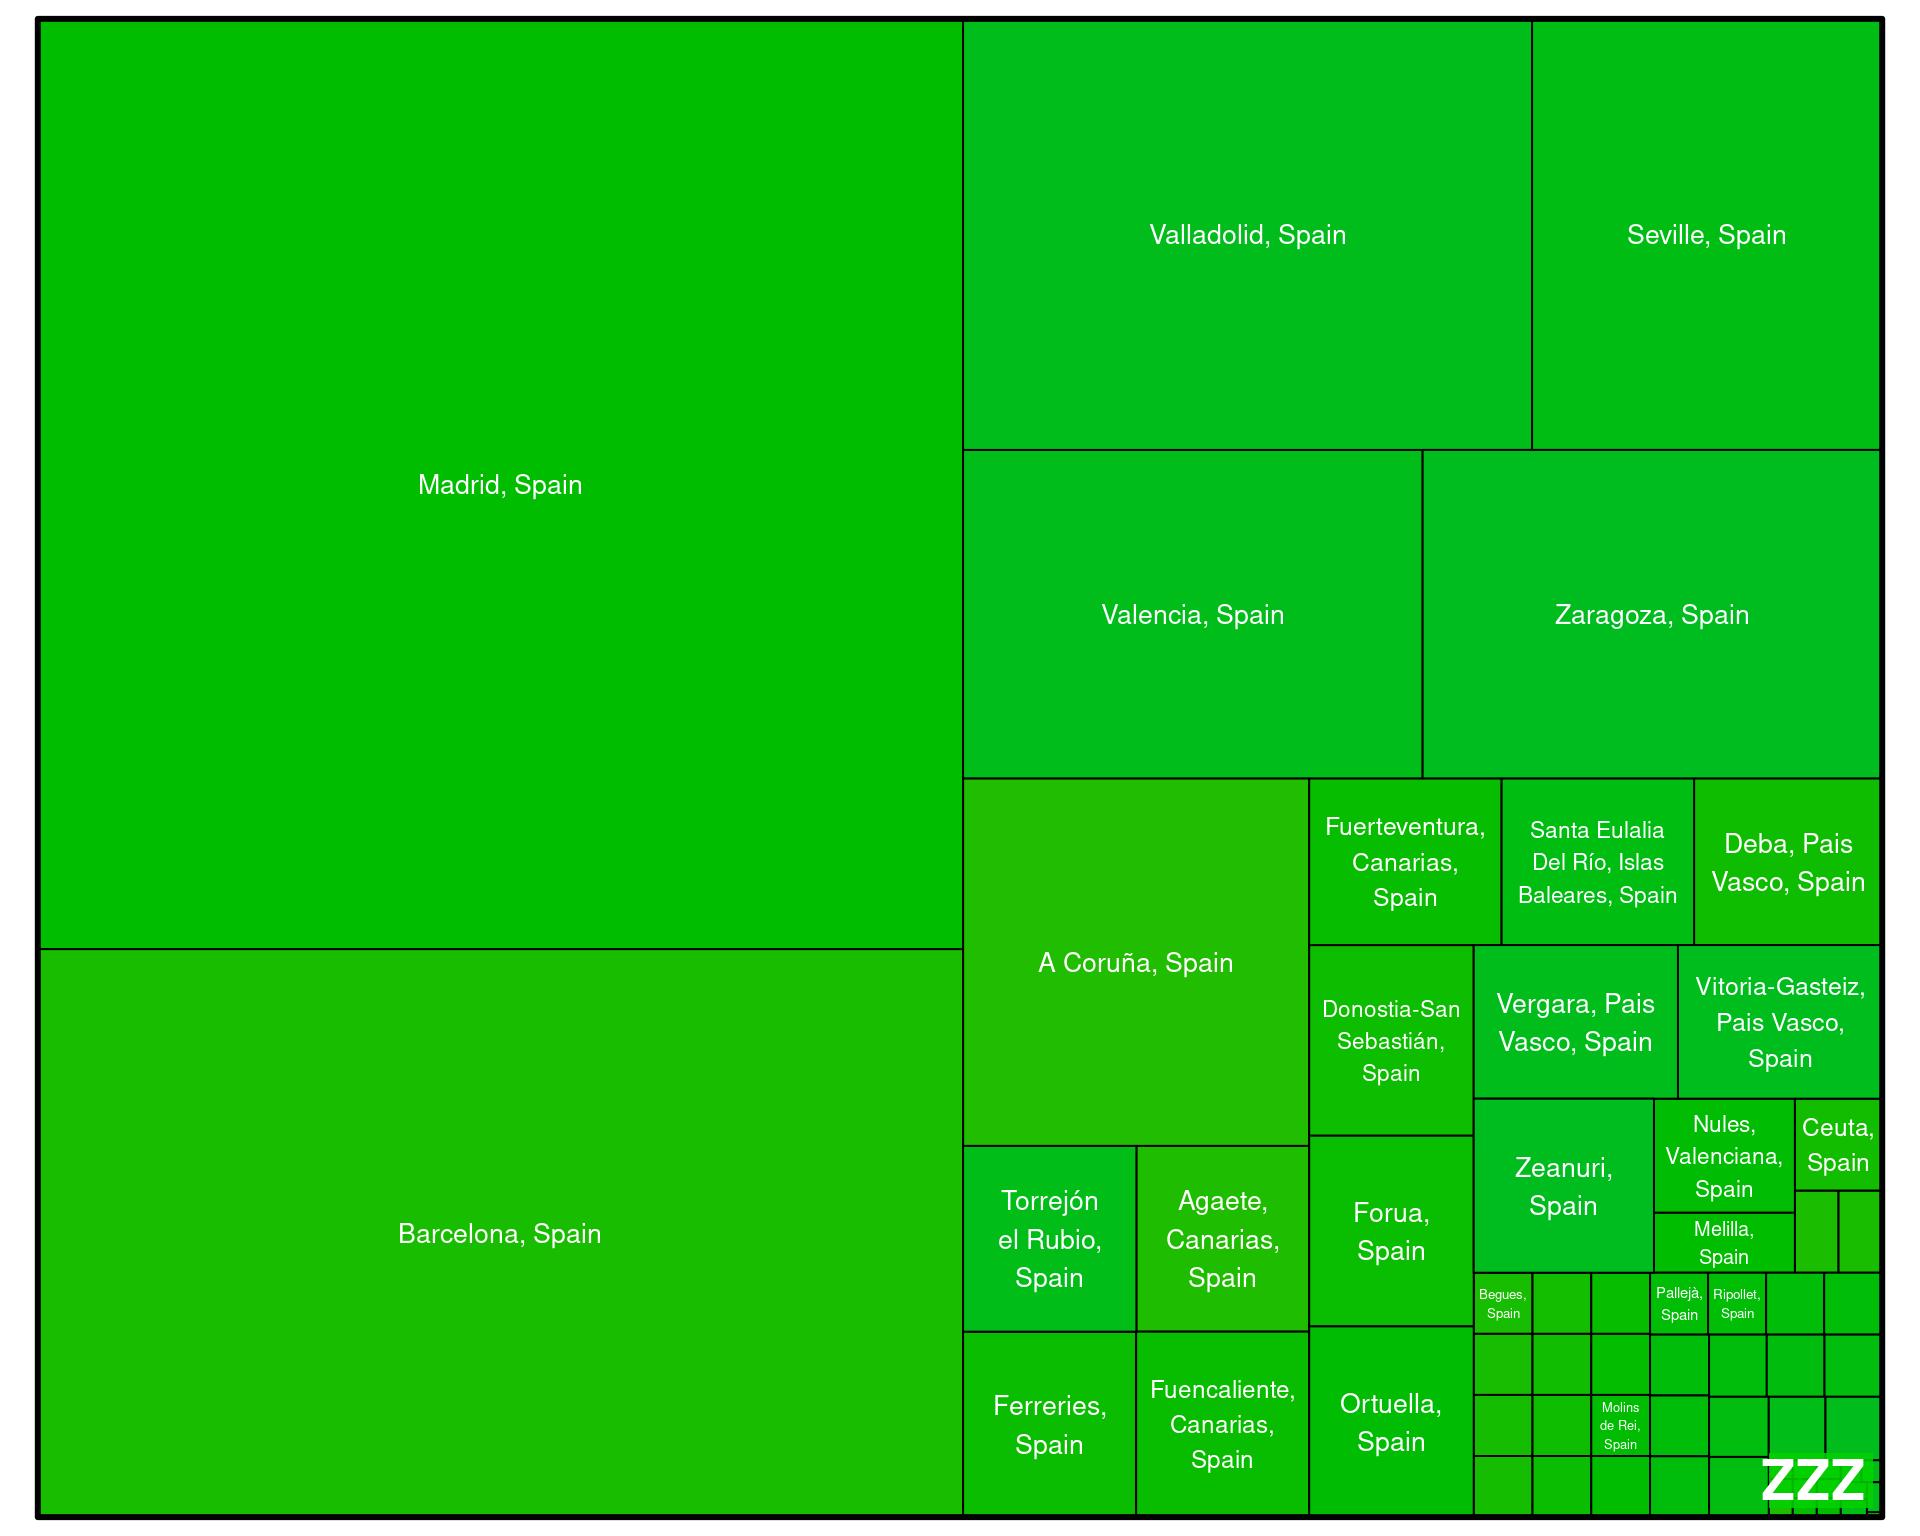 Madrid, Spain
Barcelona, Spain
Valladolid, Spain
Seville, Spain
Valencia, Spain
Zaragoza, Spain
A Coruña, Spain
Torrejón
el Rubio,
Spain
Agaete,
Canarias,
Spain
Ferreries,
Spain
Fuencaliente,
Canarias,
Spain
Fuerteventura,
Canarias,
Spain
Santa Eulalia
Del Río, Islas
Baleares, Spain
Deba, Pais
Vasco, Spain
Donostia-San
Sebastián,
Spain
Forua,
Spain
Ortuella,
Spain
Vergara, Pais
Vasco, Spain
Vitoria-Gasteiz,
Pais Vasco,
Spain
Zeanuri,
Spain
Nules,
Valenciana,
Spain
Melilla,
Spain
Ceuta,
Spain
Begues,
Spain
Pallejà,
Spain
Ripollet,
Spain
Molins
de Rei,
Spain
ZZZ